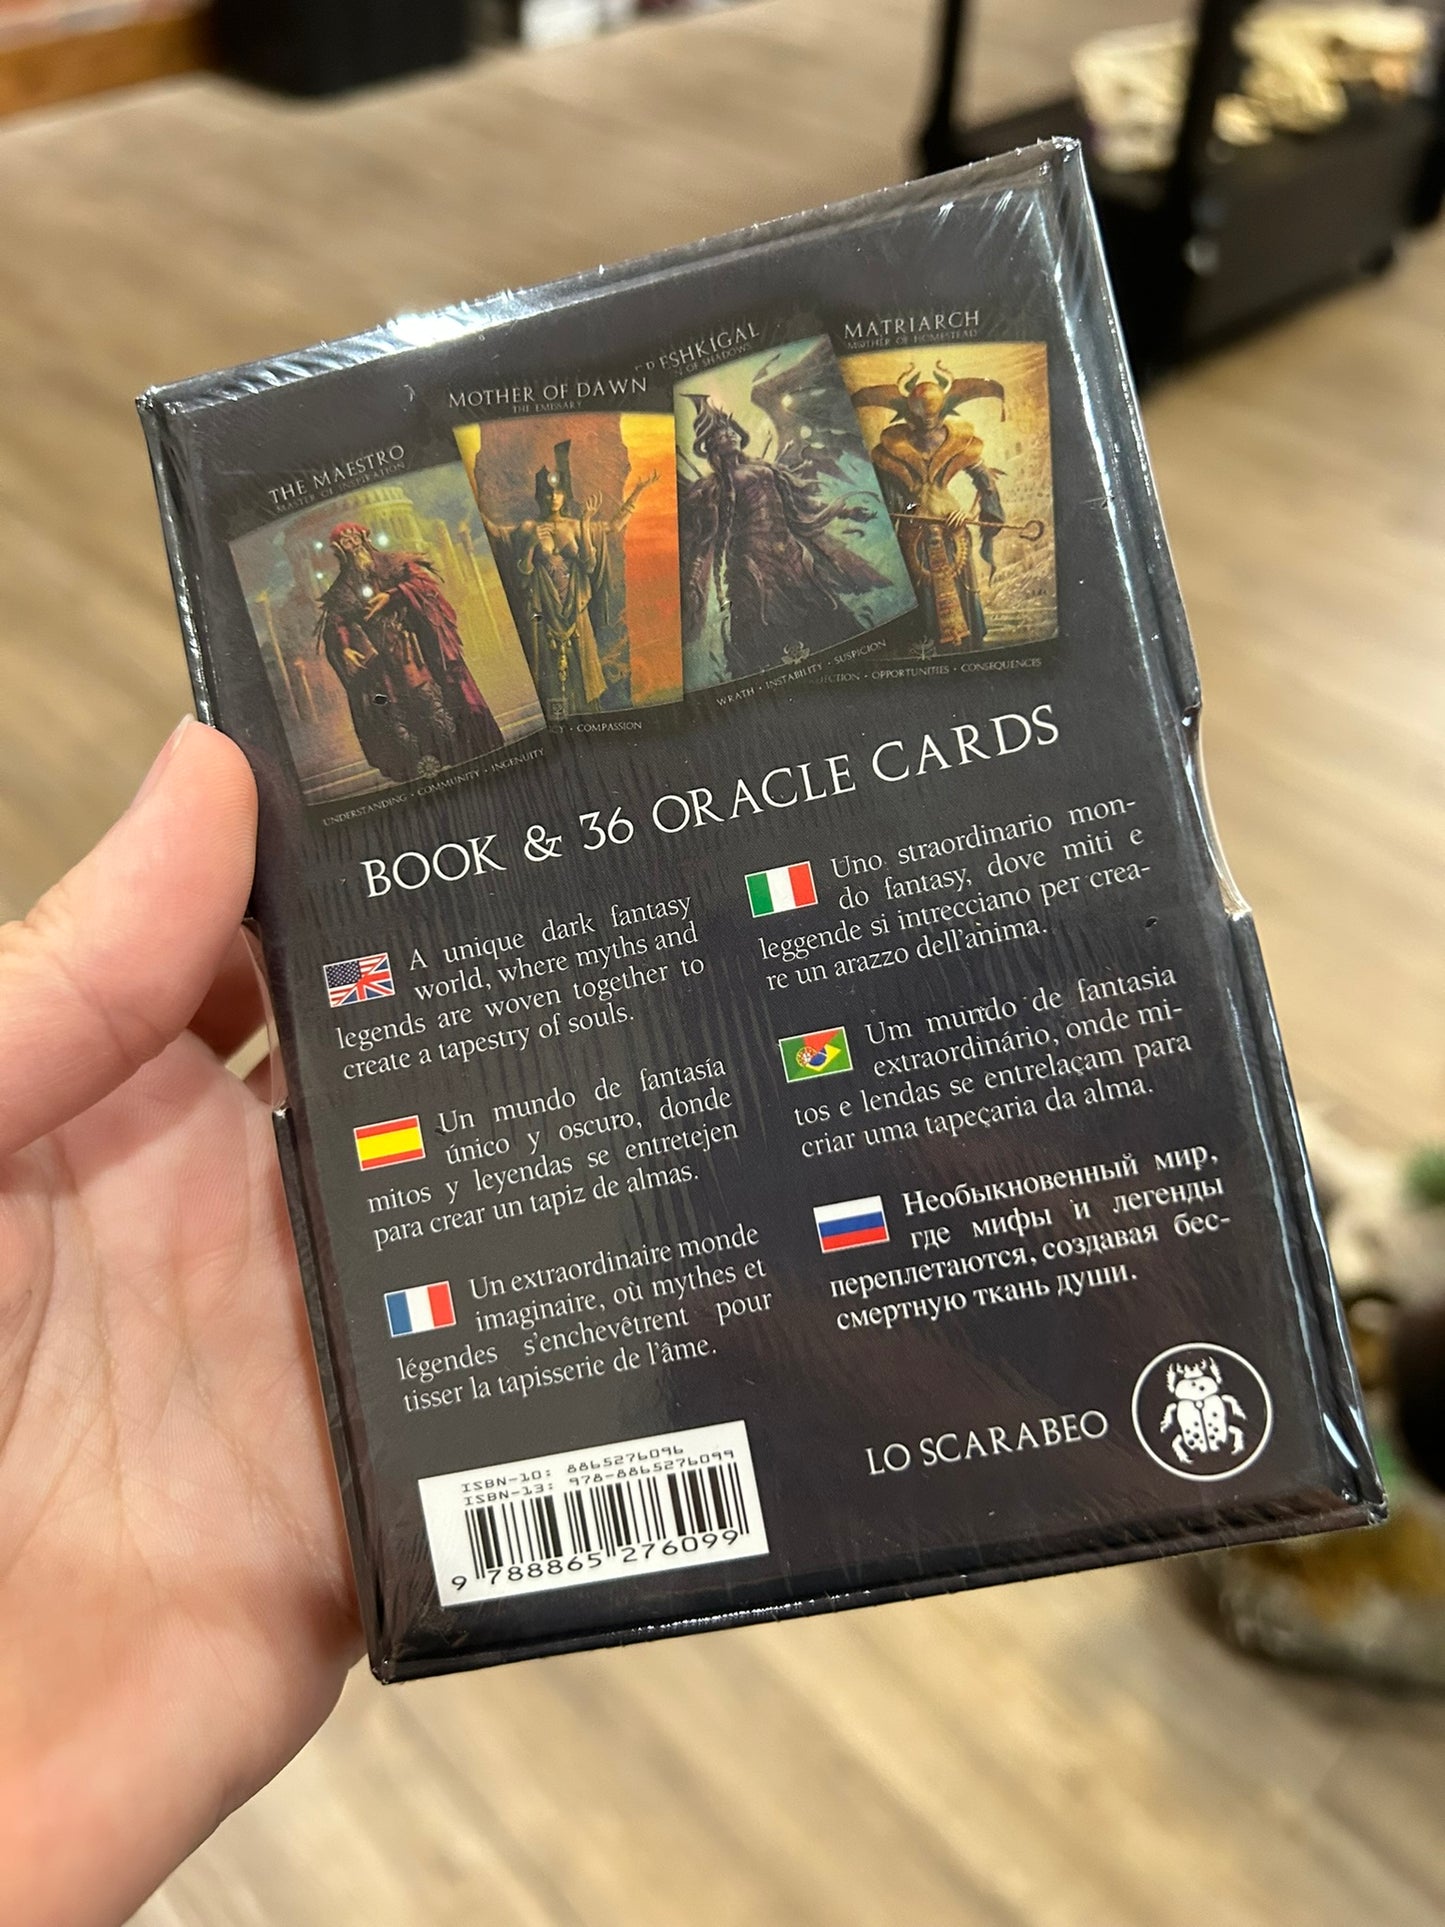 THE MAESTRO
MASTER OF INSPIRATION
UNDERSTANDING · COMMUNITY · INGENUITY
MOTHER OF DAWN
THE EMISARY
· COMPASSION
RESHKIGAL
N OF SHADOWS
WRATH · INSTABILITY · SUSPICION
MATRIARCH
MOTHER OF HOMESTEAD
· OPPORTUNITIES · CONSEQUENCES
BOOK & 36 ORACLE CARDS
A unique dark fantasy
world, where myths and
legends are woven together to
create a tapestry of souls.
Un mundo de fantasía
único y oscuro, donde
mitos y leyendas se entretejen
para crear un tapiz de almas.
Un extraordinaire monde
imaginaire, où mythes et
légendes s'enchevêtrent pour
tisser la tapisserie de l'âme.
Uno straordinario mon-
do fantasy, dove miti e
leggende si intrecciano per crea-
re un arazzo dell'anima.
Um mundo de fantasia
extraordinário, onde mi-
tos e lendas se entrelaçam para
criar uma tapeçaria da alma.
Необыкновенный мир,
где мифы и легенды
переплетаются, создавая бес-
смертную ткань души.
LO SCARABEO
ISBN-10: 8865276096
ISBN-13: 978-8865276099
9 788865 276099